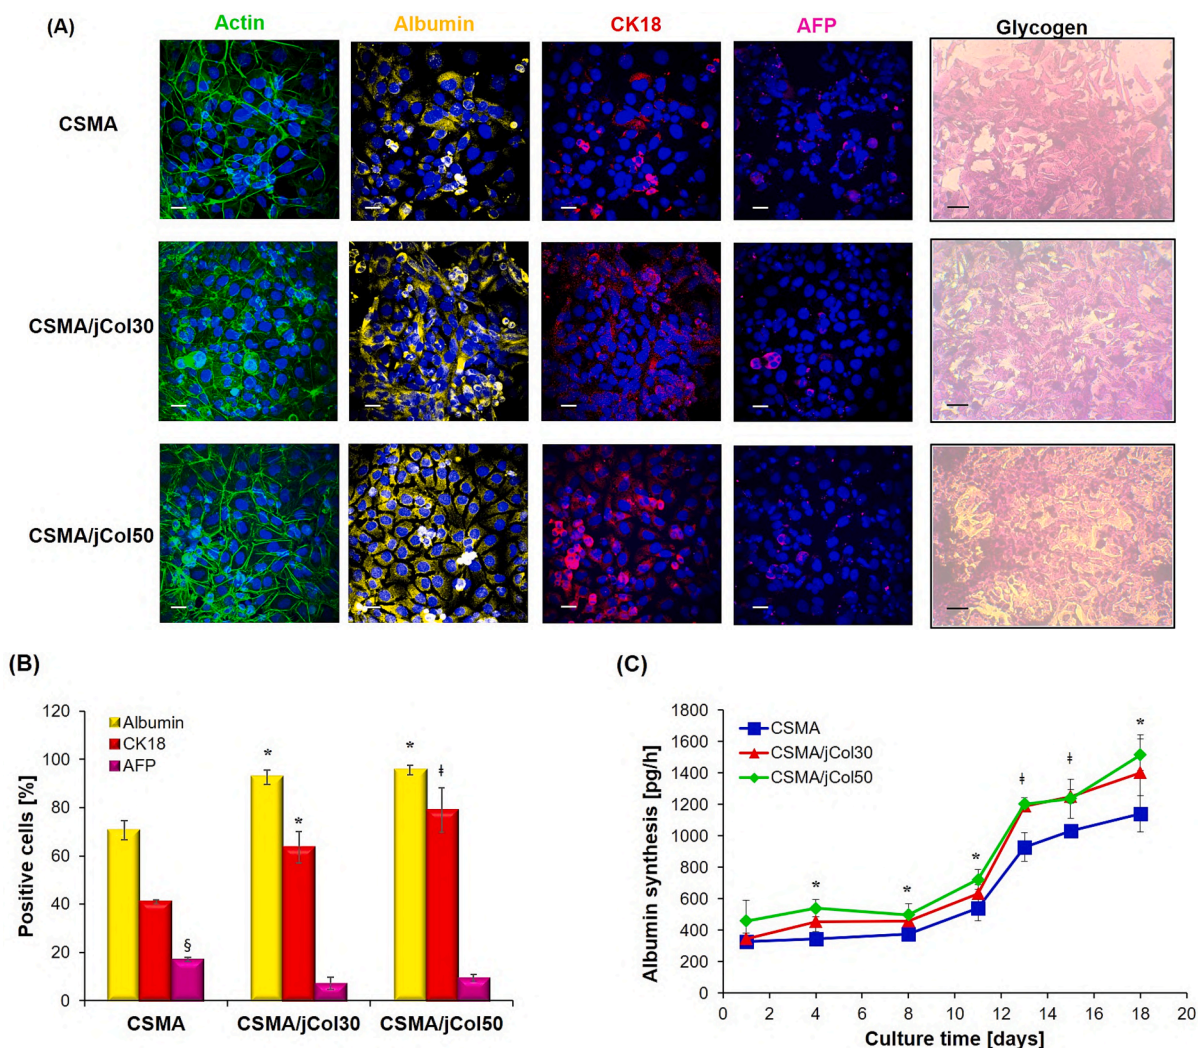 (A)
Actin
Albumin
CK18
AFP
Glycogen
CSMA
CSMA/jCol30
CSMA/jCol50
(B)
Positive cells [%]
120
100
80
60
40
20
0
Albumin
CK18
AFP
§
*
*
*
ǂ
CSMA
CSMA/jCol30
CSMA/jCol50
(C)
Albumin synthesis [pg/h]
1800
1600
1400
1200
1000
800
600
400
200
0
CSMA
CSMA/jCol30
CSMA/jCol50
*
*
*
ǂ
ǂ
*
0 2 4 6 8 10 12 14 16 18 20
Culture time [days]